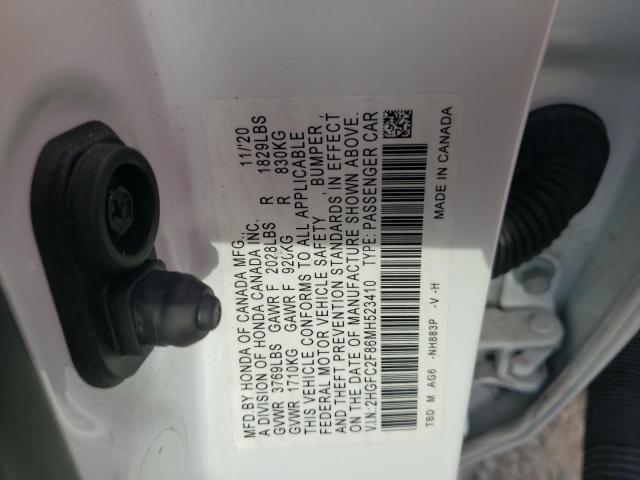 MFD.BY HONDA OF CANADA MFG. 11/'20
A DIVISION OF HONDA CANADA INC.
GVWR 3769LBS GAWR F 2028LBS R 1829LBS
GVWR 1710KG GAWR F 920KG R 830KG
THIS VEHICLE CONFORMS TO ALL APPLICABLE
FEDERAL MOTOR VEHICLE SAFETY , BUMPER ,
AND THEFT PREVENTION STANDARDS IN EFFECT
ON THE DATE OF MANUFACTURE SHOWN ABOVE.
V.I.N.:2HGFC2F86MH523410 TYPE: PASSENGER CAR
TBD M AG6 -NH883P -V -H MADE IN CANADA